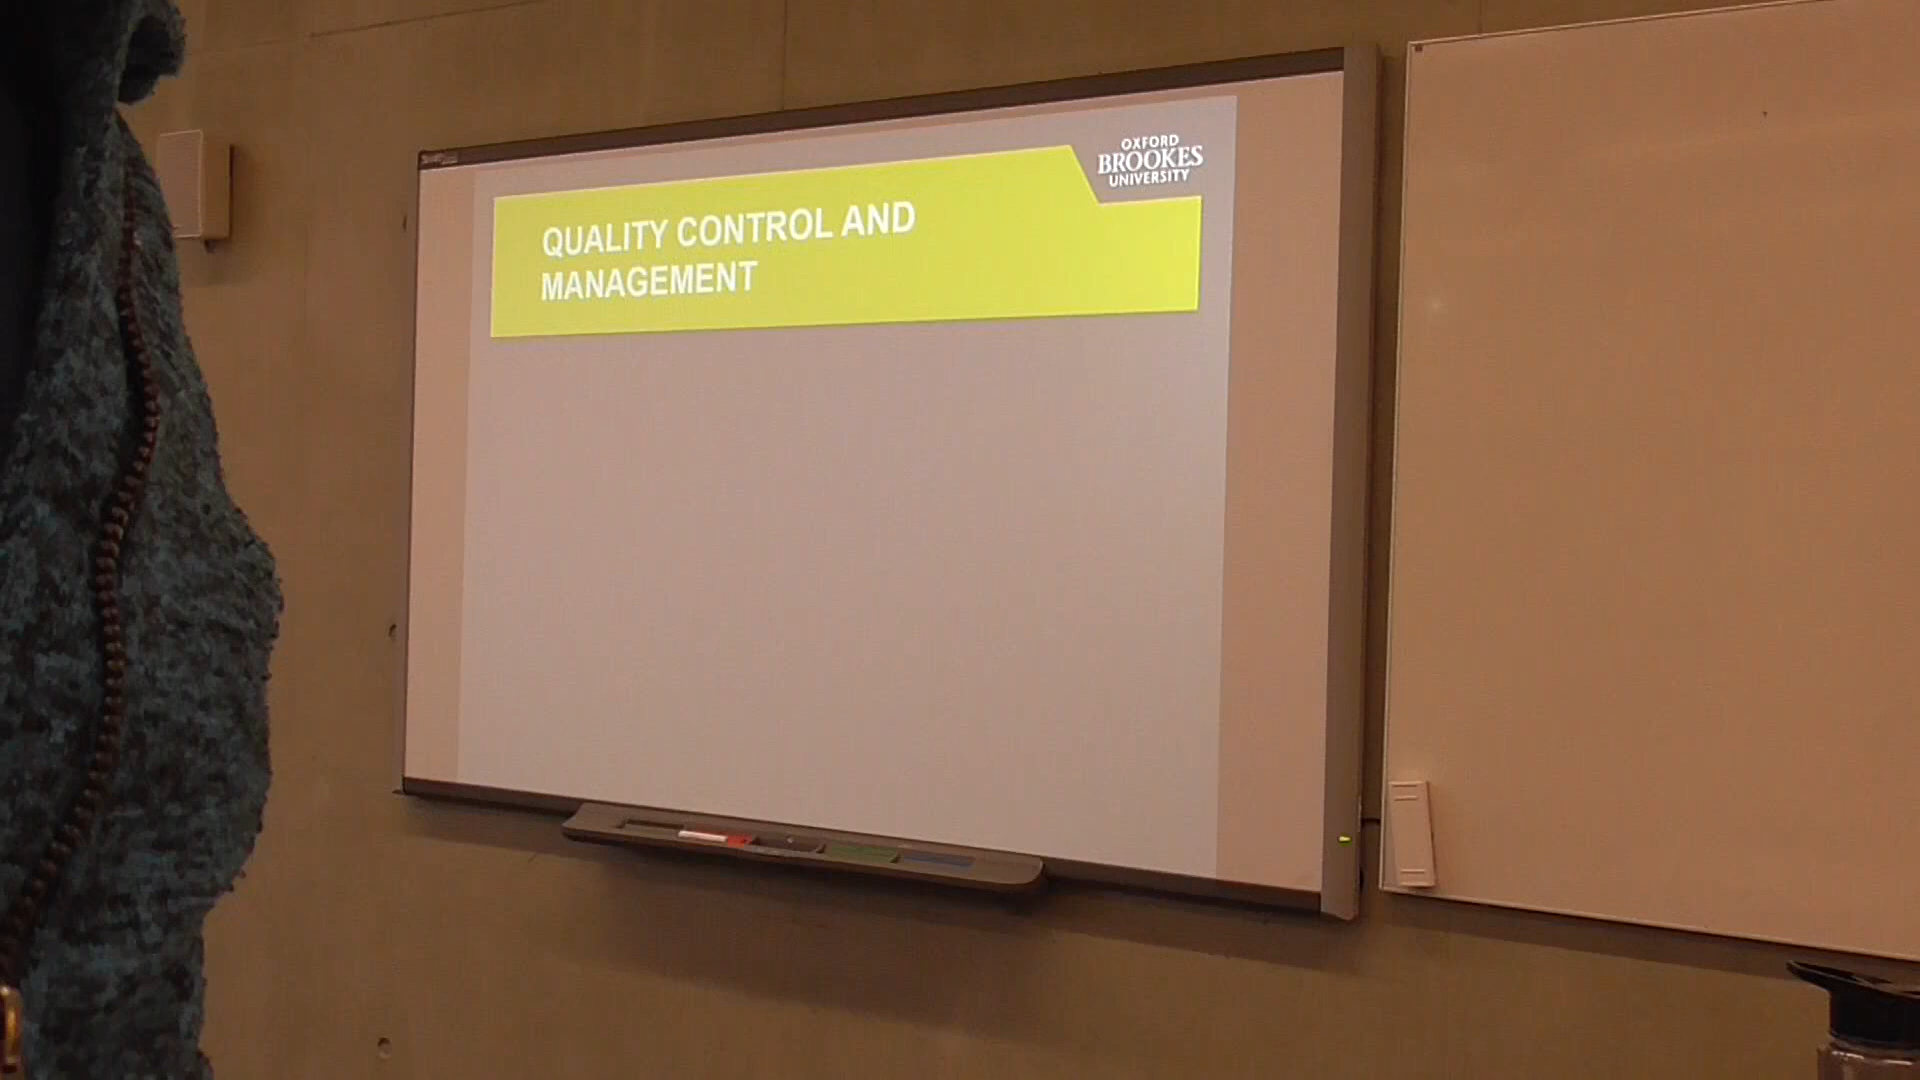 OXFORD
BROOKES
UNIVERSITY
QUALITY CONTROL AND
MANAGEMENT